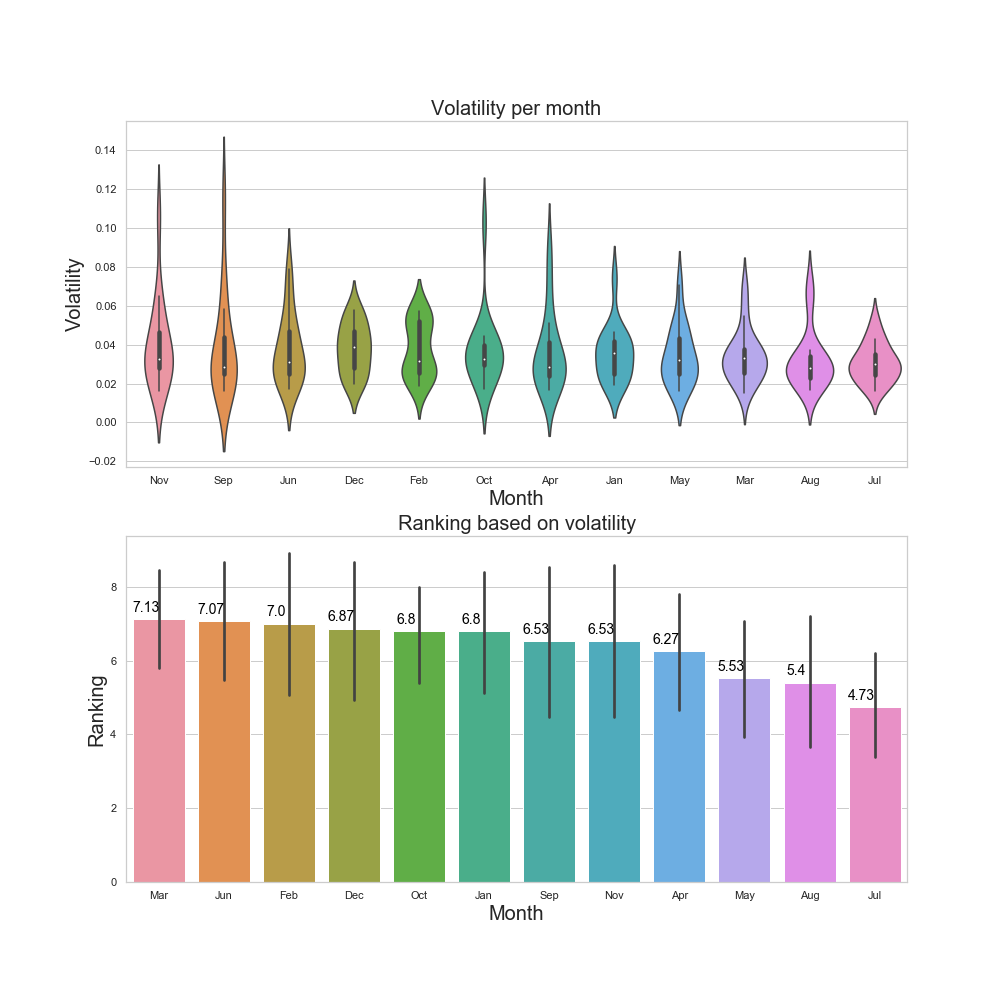 Volatility per month
0.14
0.12
0.10
0.08
0.06
0.04
0.02
0.00
−0.02
Volatility
Nov Sep Jun Dec Feb Oct Apr Jan May Mar Aug Jul
Month
Ranking based on volatility
8
6
4
2
0
Ranking
7.13 7.07 7.0 6.87 6.8 6.8 6.53 6.53 6.27 5.53 5.4 4.73
Mar Jun Feb Dec Oct Jan Sep Nov Apr May Aug Jul
Month